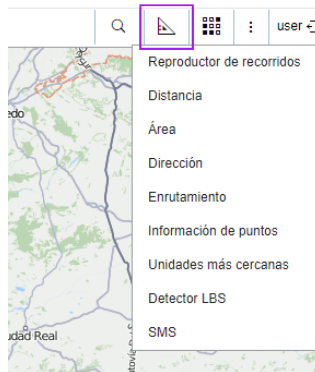 user
Reproductor de recorridos
Distancia
Área
Dirección
Enrutamiento
Información de puntos
Unidades más cercanas
Detector LBS
SMS
edo
udad Real